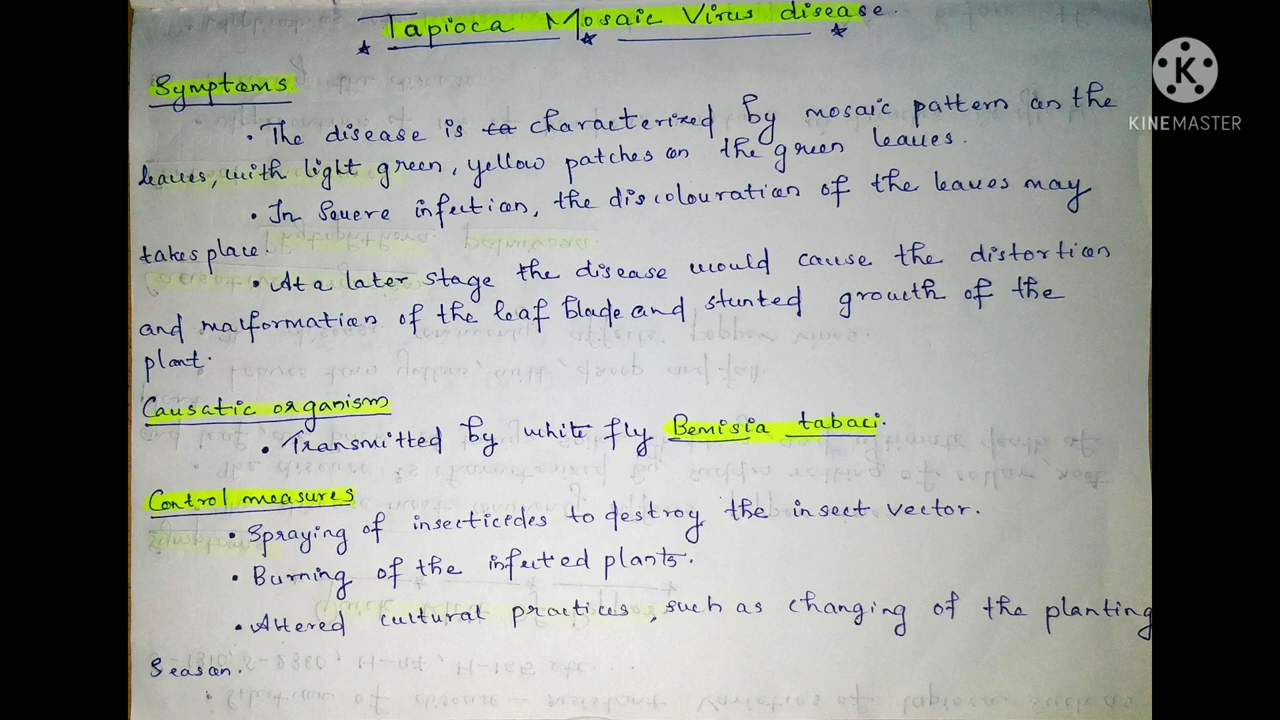 Tapioca Mosaic Virus disease.
K
KINEMASTER
Symptoms
• The disease is characterized by mosaic pattern on the
leaves, with light green, yellow patches on the green leaves.
• In severe infection, the discolouration of the leaves may
takes place.
• At a later stage the disease would cause the distortion
and malformation of the leaf blade and stunted growth of the
plant.
Causatic organism
• Transmitted by white fly Bemisia tabaci.
Control measures
• Spraying of insecticides to destroy the insect vector.
• Burning of the infected plants.
• Altered cultural practices, such as changing of the planting
Season.